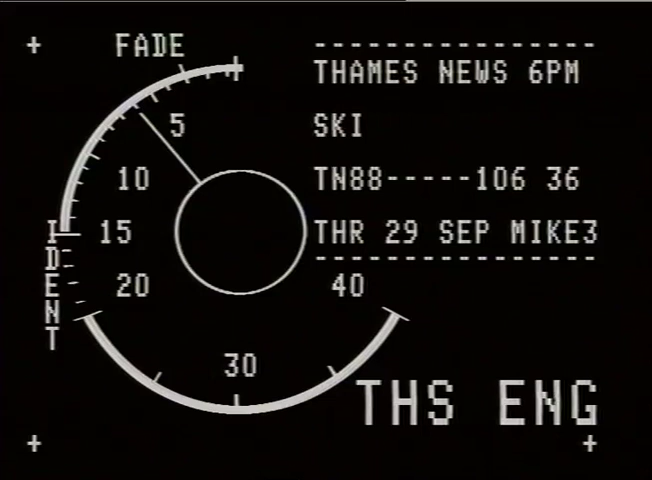 FADE
5
10
15
20
30
40
IDENT
THAMES NEWS 6PM
SKI
TN88-----106 36
THR 29 SEP MIKE3
THS ENG